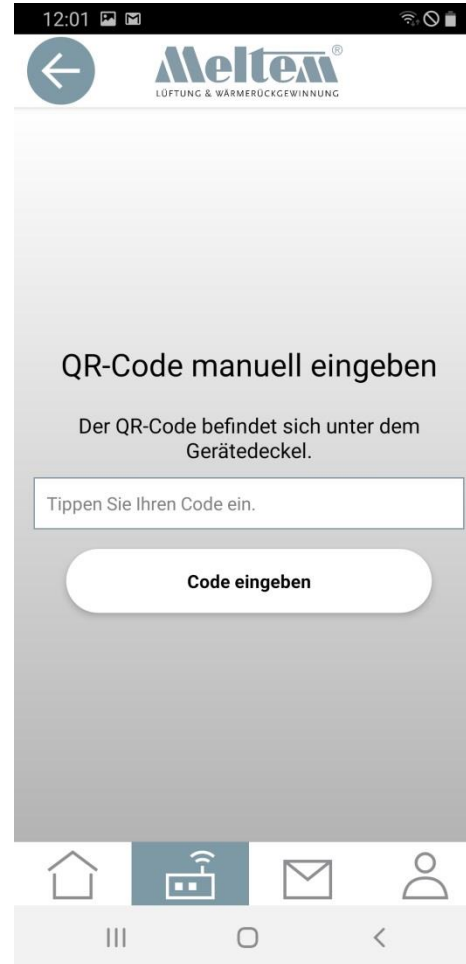 12:01
Meltem®
LÜFTUNG & WÄRMERÜCKGEWINNUNG
QR-Code manuell eingeben
Der QR-Code befindet sich unter dem
Gerätedeckel.
Tippen Sie Ihren Code ein.
Code eingeben